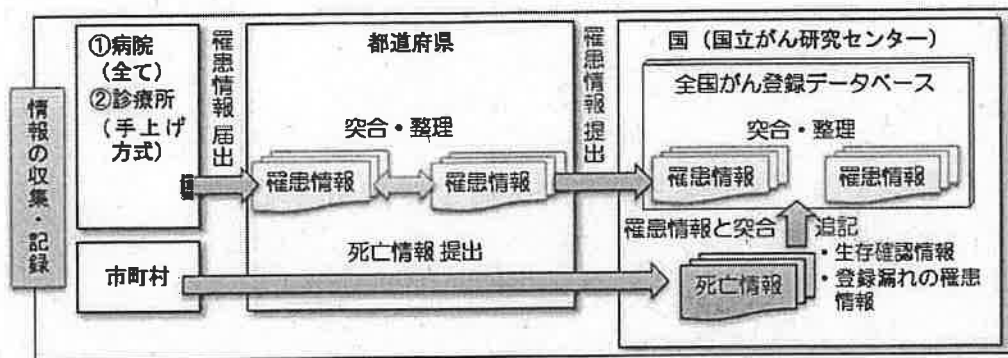 情報の収集・記録
①病院
(全て)
②診療所
(手上げ
方式)
市町村
罹患情報 届出
都道府県
突合・整理
罹患情報
罹患情報
死亡情報 提出
罹患情報 提出
国(国立がん研究センター)
全国がん登録データベース
突合・整理
罹患情報
罹患情報
罹患情報と突合
追記
死亡情報
・生存確認情報
・登録漏れの罹患
情報